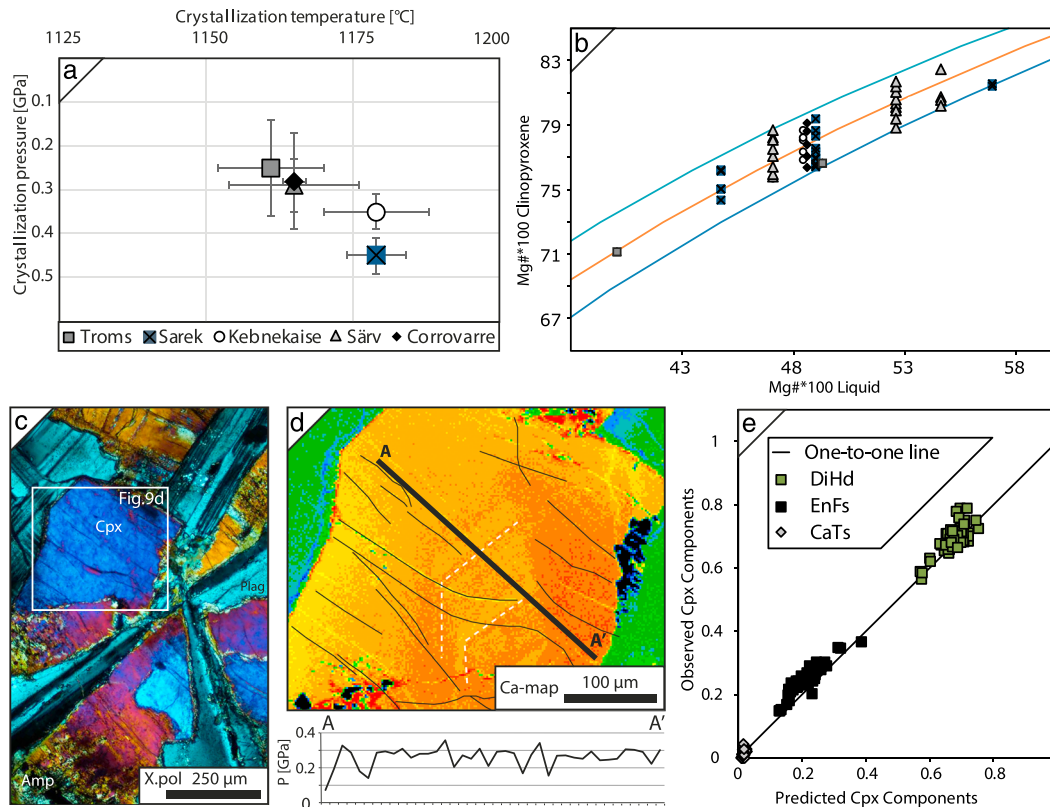 Crystallization temperature [°C]
1125 1150 1175 1200
a
Crystallization pressure [GPa]
0.1
0.2
0.3
0.4
0.5
Troms Sarek Kebnekaise Särv Corrovarre
b
Mg#*100 Clinopyroxene
83
79
75
71
67
43 48 53 58
Mg#*100 Liquid
c
Fig.9d
Cpx
Plag
Amp
X.pol 250 µm
d
A
A'
Ca-map 100 µm
A A'
P [GPa]
0.4
0.2
0
e
Observed Cpx Components
1
0.8
0.6
0.4
0.2
0
One-to-one line
DiHd
EnFs
CaTs
0 0.2 0.4 0.6 0.8
Predicted Cpx Components